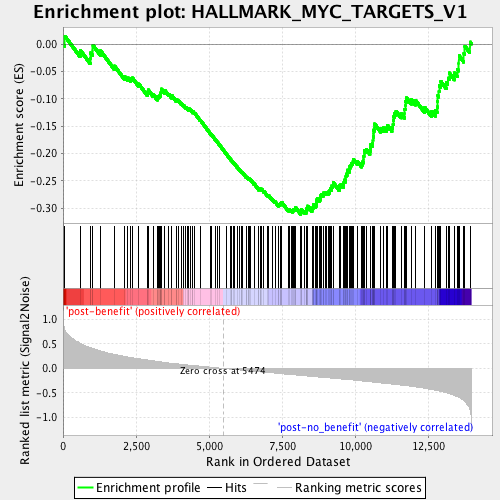 Enrichment plot: HALLMARK_MYC_TARGETS_V1
Enrichment score (ES)
0.00
-0.05
-0.10
-0.15
-0.20
-0.25
-0.30
'post-benefit' (positively correlated)
Ranked list metric (Signal2Noise)
1.0
0.5
0.0
-0.5
-1.0
Zero cross at 5474
'post-no_benefit' (negatively correlated)
0
2,500
5,000
7,500
10,000
12,500
Rank in Ordered Dataset
Enrichment profile
Hits
Ranking metric scores